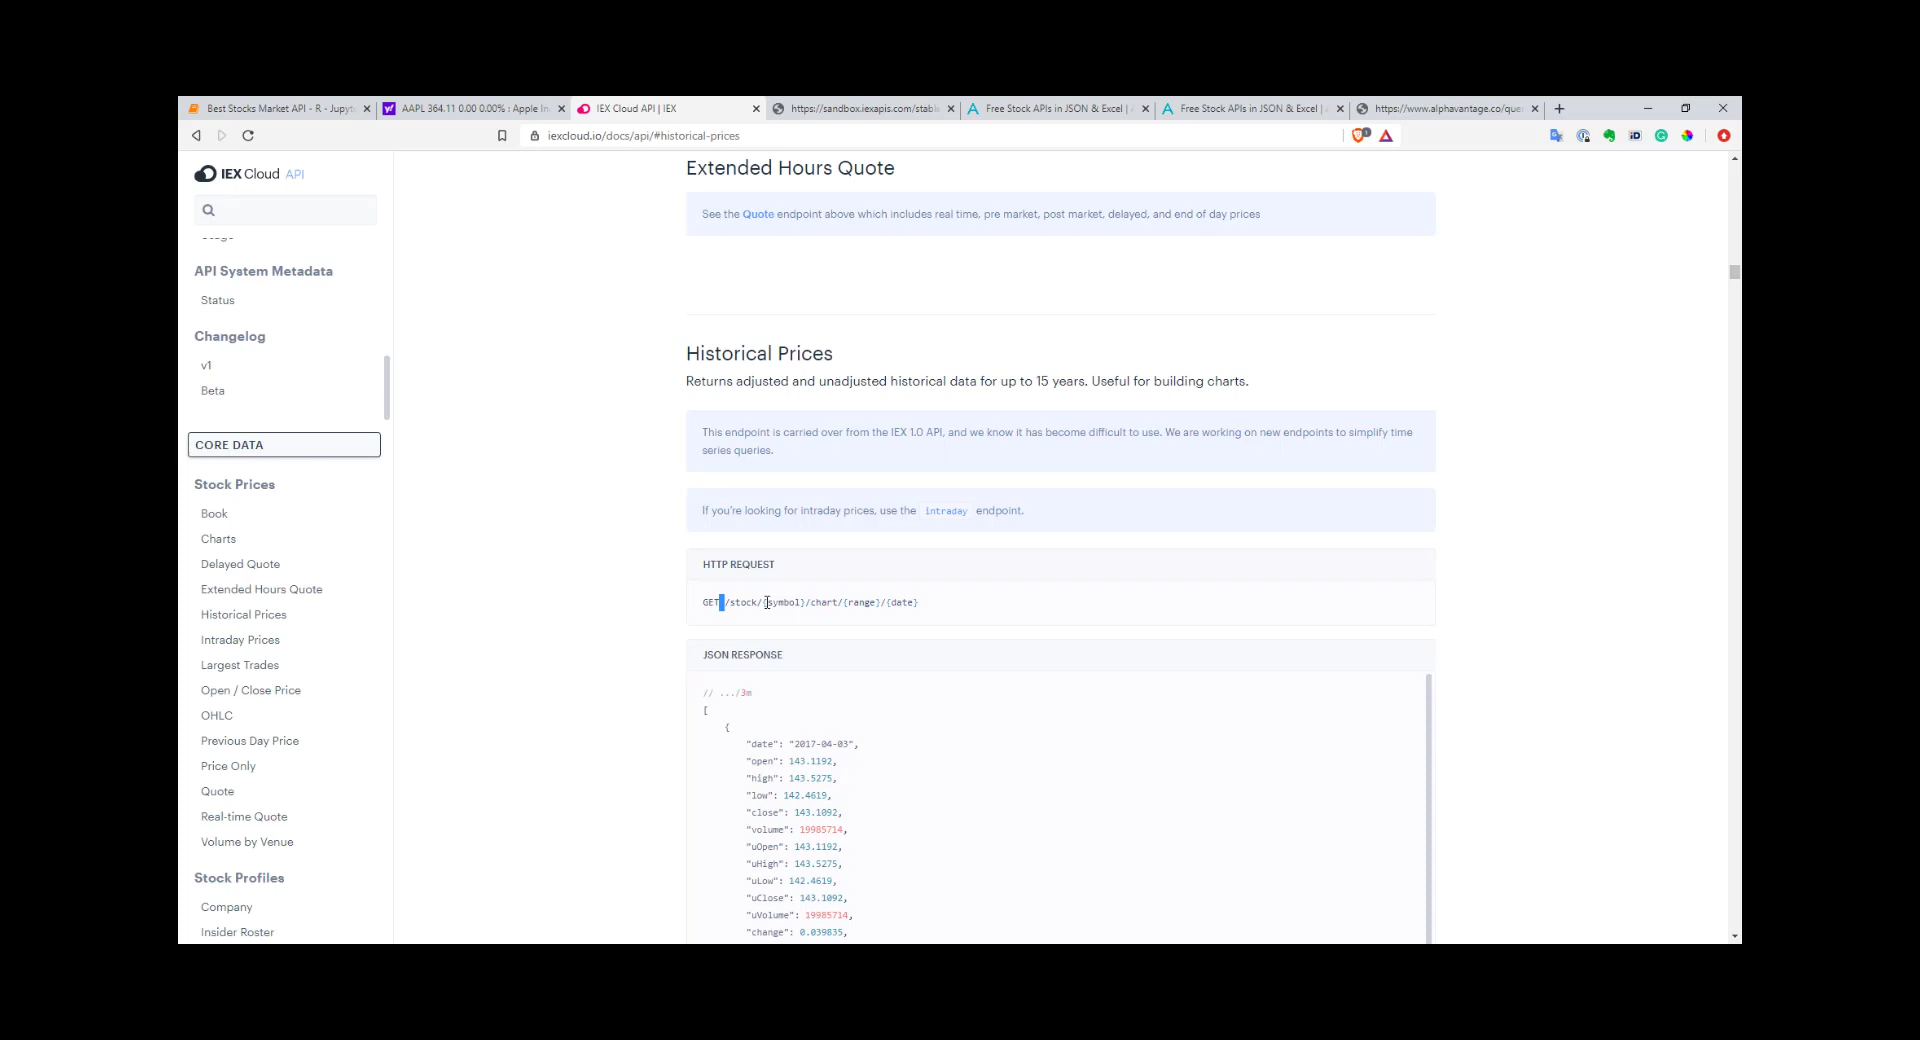 Best Stocks Market API - R - Jupyt
AAPL 364.11 0.00 0.00% : Apple In
IEX Cloud API | IEX
https://sandbox.iexapis.com/stabl
Free Stock APIs in JSON & Excel |
Free Stock APIs in JSON & Excel |
https://www.alphavantage.co/que
iexcloud.io/docs/api/#historical-prices
IEX Cloud API
API System Metadata
Status
Changelog
v1
Beta
CORE DATA
Stock Prices
Book
Charts
Delayed Quote
Extended Hours Quote
Historical Prices
Intraday Prices
Largest Trades
Open / Close Price
OHLC
Previous Day Price
Price Only
Quote
Real-time Quote
Volume by Venue
Stock Profiles
Company
Insider Roster
Extended Hours Quote
See the Quote endpoint above which includes real time, pre market, post market, delayed, and end of day prices
Historical Prices
Returns adjusted and unadjusted historical data for up to 15 years. Useful for building charts.
This endpoint is carried over from the IEX 1.0 API, and we know it has become difficult to use. We are working on new endpoints to simplify time
series queries.
If you're looking for intraday prices, use the intraday endpoint.
HTTP REQUEST
GET /stock/{symbol}/chart/{range}/{date}
JSON RESPONSE
// .../3m
[
{
"date": "2017-04-03",
"open": 143.1192,
"high": 143.5275,
"low": 142.4619,
"close": 143.1092,
"volume": 19985714,
"uOpen": 143.1192,
"uHigh": 143.5275,
"uLow": 142.4619,
"uClose": 143.1092,
"uVolume": 19985714,
"change": 0.039835,